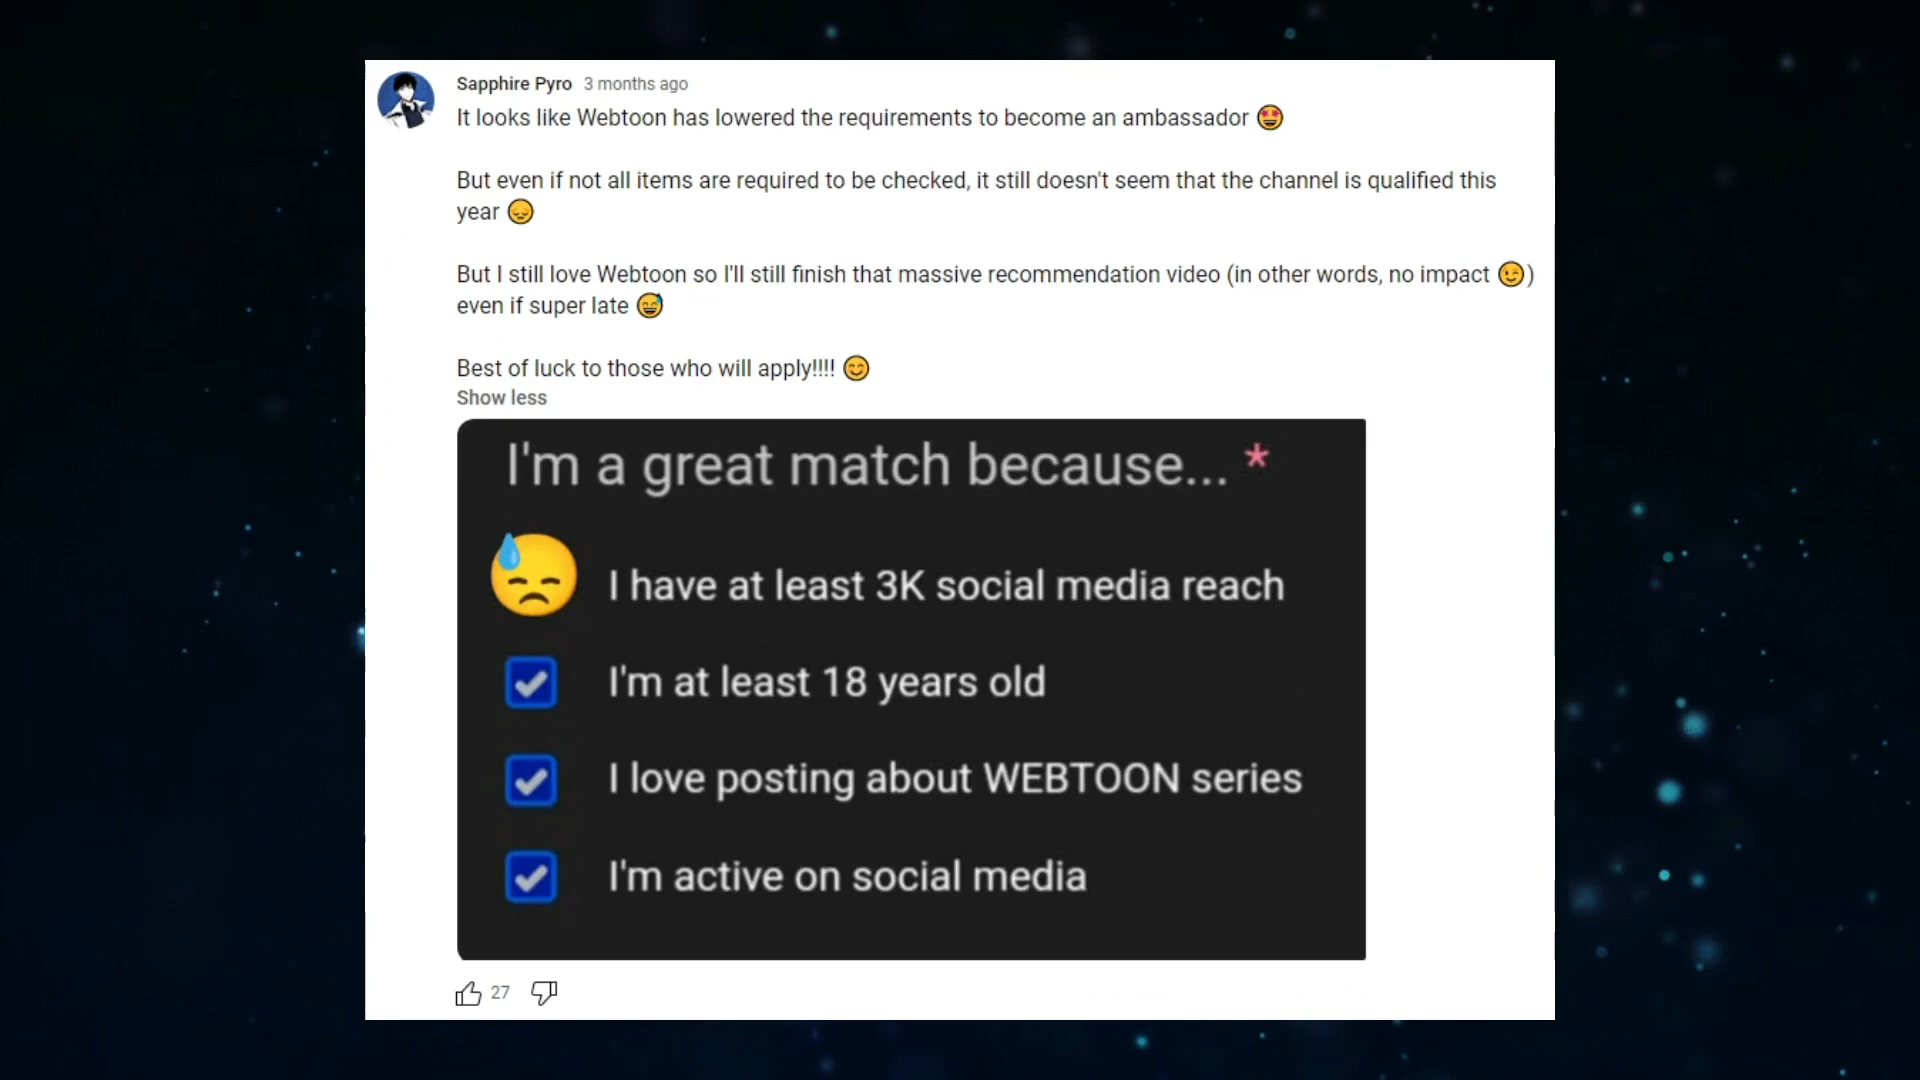 Sapphire Pyro 3 months ago
It looks like Webtoon has lowered the requirements to become an ambassador 🤩
But even if not all items are required to be checked, it still doesn't seem that the channel is qualified this
year 😔
But I still love Webtoon so I'll still finish that massive recommendation video (in other words, no impact 😉)
even if super late 😅
Best of luck to those who will apply!!!! 😊
Show less
I'm a great match because... *
I have at least 3K social media reach
I'm at least 18 years old
I love posting about WEBTOON series
I'm active on social media
27